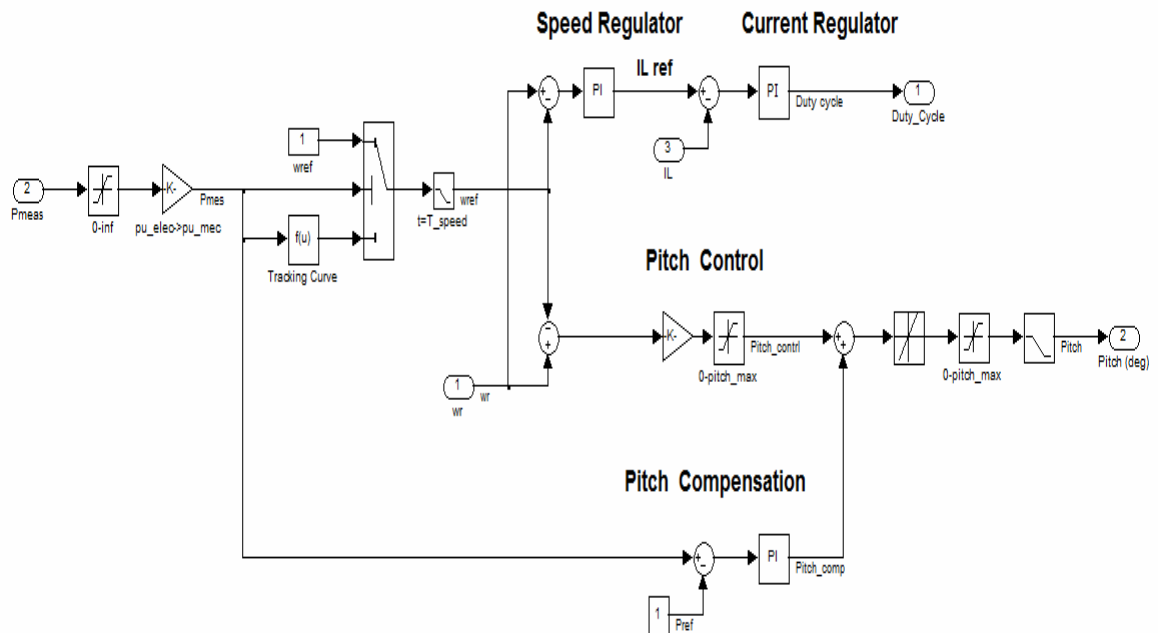 Speed Regulator
Current Regulator
IL ref
PI
PI
Duty cycle
1
Duty_Cycle
3
IL
1
wref
2
Pmeas
0-inf
-K-
pu_elec->pu_mec
Pmes
f(u)
Tracking Curve
t=T_speed
wref
Pitch Control
-K-
0-pitch_max
Pitch_contrl
0-pitch_max
Pitch
2
Pitch (deg)
1
wr
wr
Pitch Compensation
PI
Pitch_comp
1
Pref